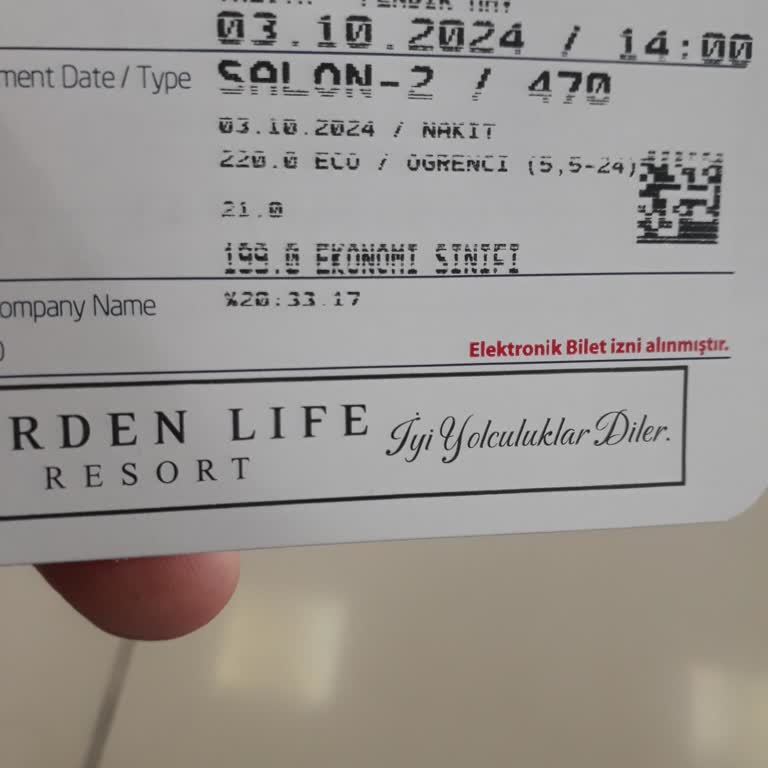 03.10.2024 / 14:00
ment Date / Type SALON-2 / 470
03.10.2024 / NAKIT
220.0 ECO / OGRENCI (5,5-24)
21.0
199.0 EKONOMI SINIFI
ompany Name %20:33.17
)
Elektronik Bilet izni alınmıştır.
RDEN LIFE
RESORT
İyi Yolculuklar Diler.